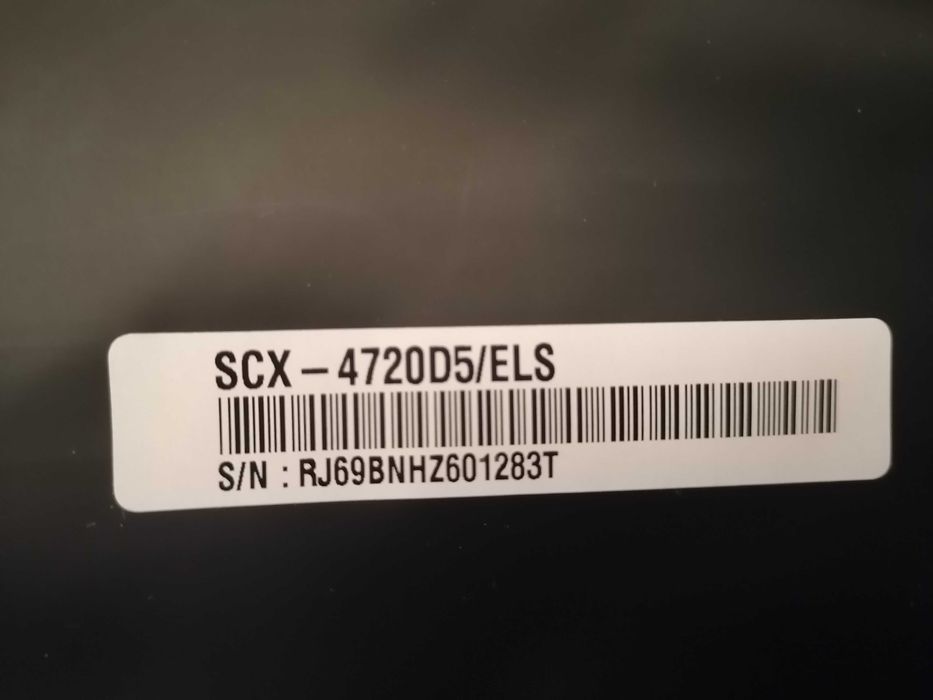 SCX – 4720D5/ELS
S/N : RJ69BNHZ601283T